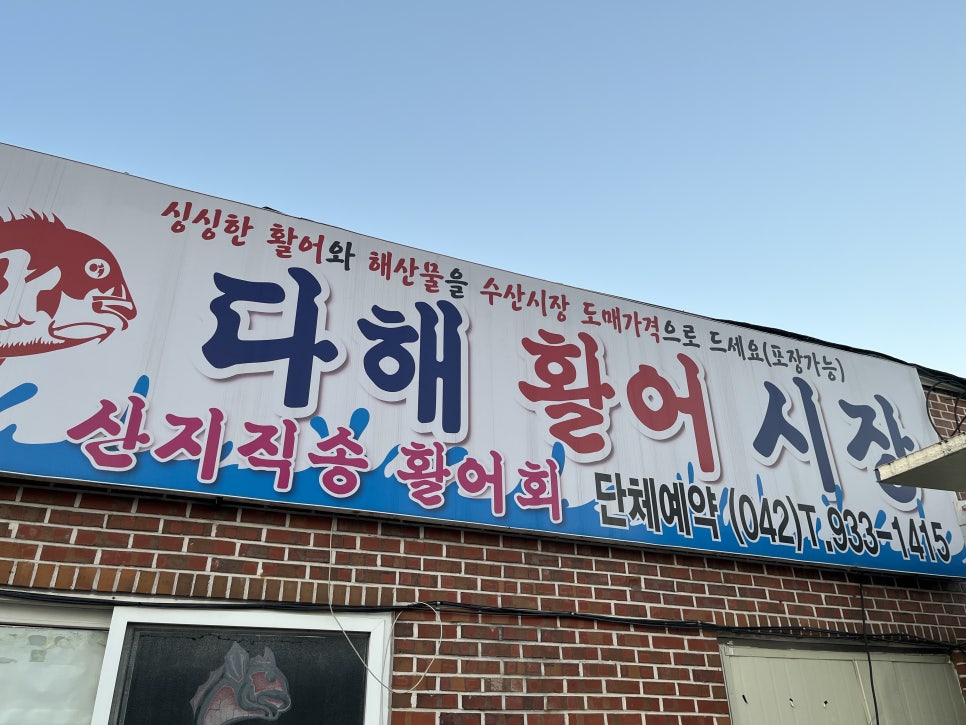 싱싱한 활어와 해산물을 수산시장 도매가격으로 드세요(포장가능)
다해 활어 시장
산지직송 활어회
단체예약 (042)T.933-1415